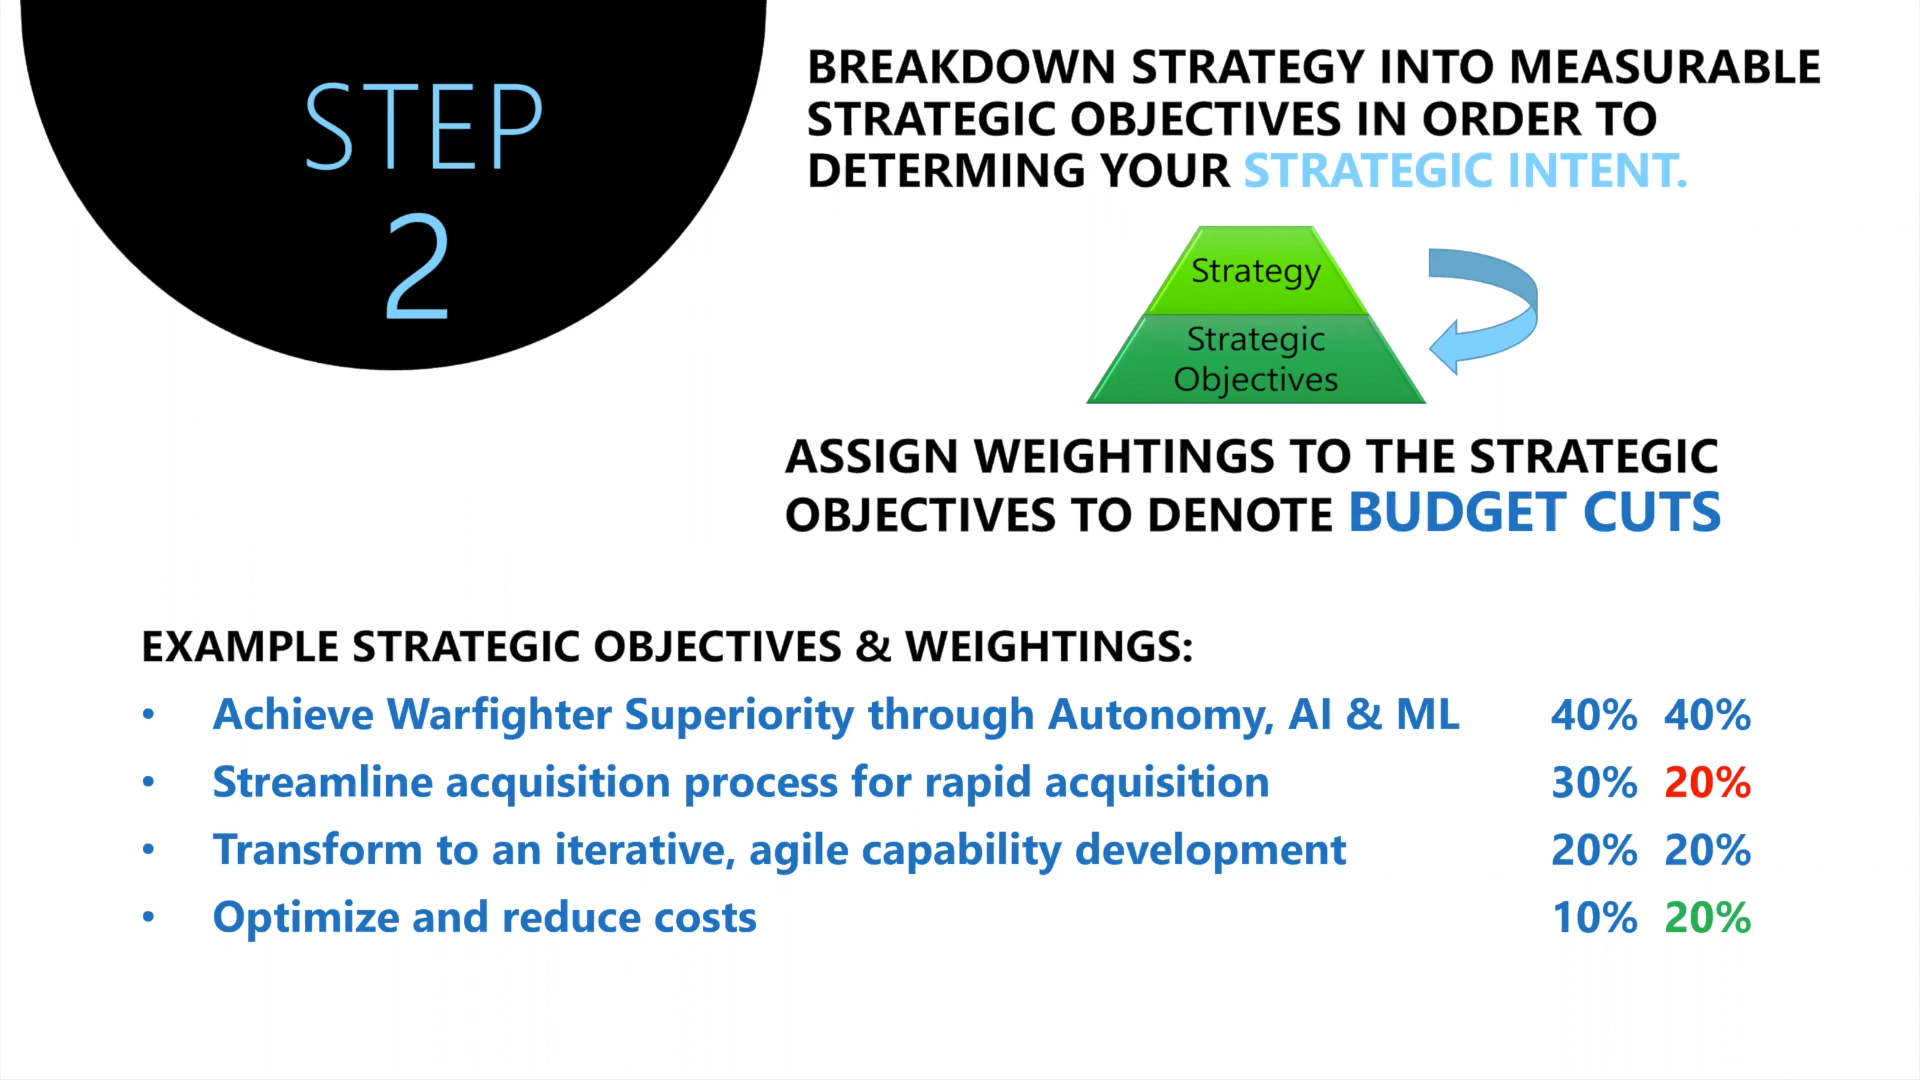 STEP
2
BREAKDOWN STRATEGY INTO MEASURABLE
STRATEGIC OBJECTIVES IN ORDER TO
DETERMING YOUR STRATEGIC INTENT.
Strategy
Strategic
Objectives
ASSIGN WEIGHTINGS TO THE STRATEGIC
OBJECTIVES TO DENOTE BUDGET CUTS
EXAMPLE STRATEGIC OBJECTIVES & WEIGHTINGS:
• Achieve Warfighter Superiority through Autonomy, AI & ML 40% 40%
• Streamline acquisition process for rapid acquisition 30% 20%
• Transform to an iterative, agile capability development 20% 20%
• Optimize and reduce costs 10% 20%